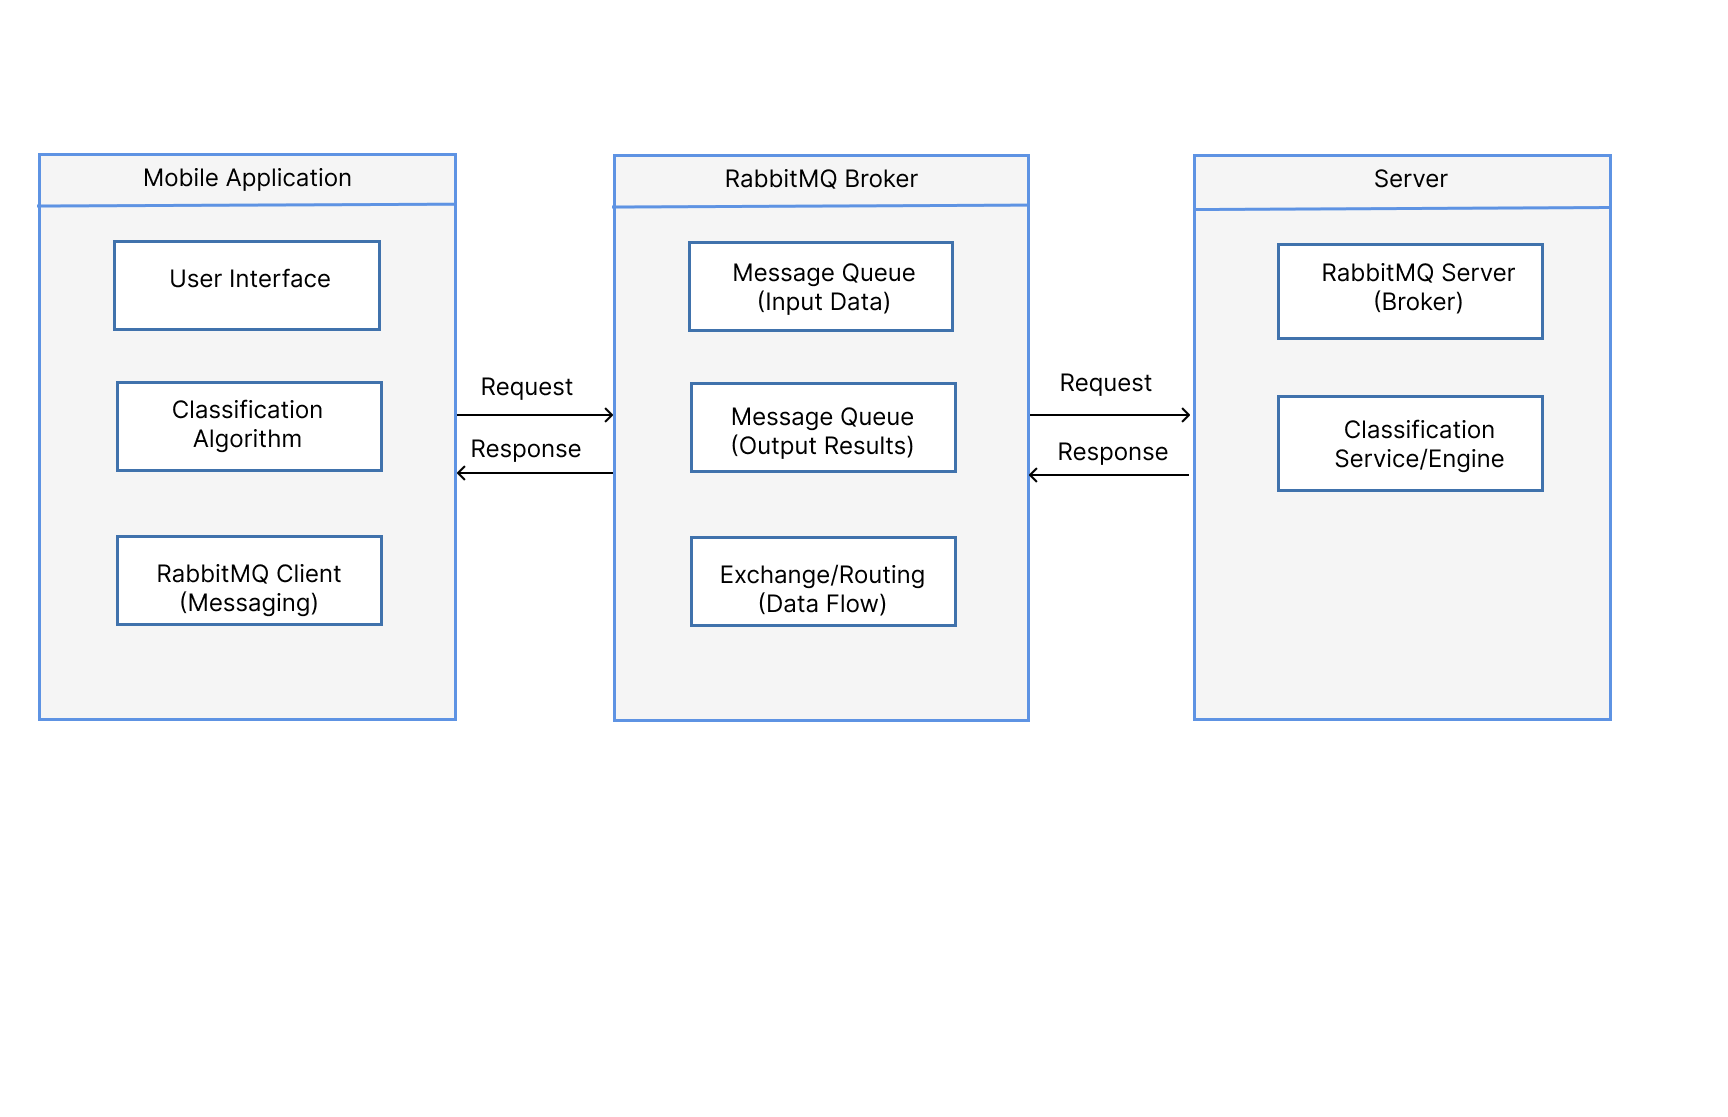 Mobile Application
User Interface
Classification
Algorithm
RabbitMQ Client
(Messaging)
Request
Response
RabbitMQ Broker
Message Queue
(Input Data)
Message Queue
(Output Results)
Exchange/Routing
(Data Flow)
Request
Response
Server
RabbitMQ Server
(Broker)
Classification
Service/Engine